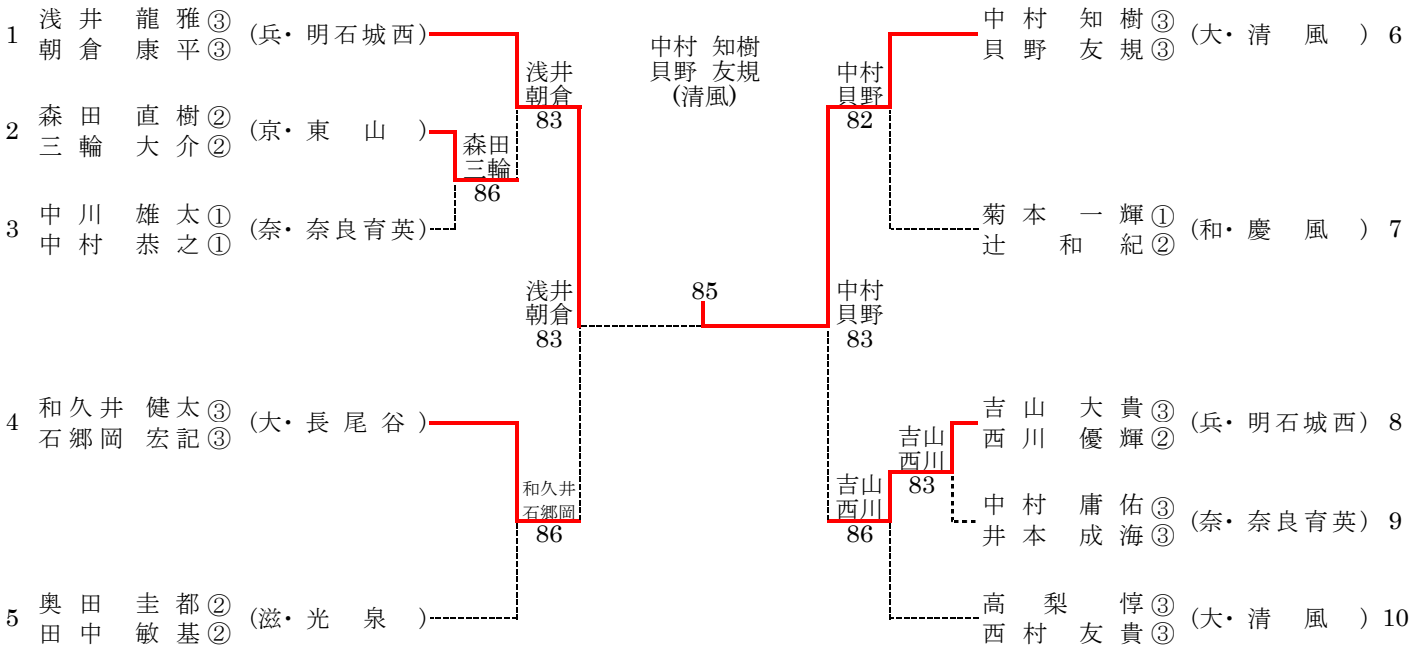 1 浅井 龍雅③ (兵・明石城西)
朝倉 康平③
2 森田 直樹② (京・東山)
三輪 大介②
3 中川 雄太① (奈・奈良育英)
中村 恭之①
4 和久井 健太③ (大・長尾谷)
石郷岡 宏記③
5 奥田 圭都② (滋・光泉)
田中 敏基②
森田
三輪
86
浅井
朝倉
83
和久井
石郷岡
86
浅井
朝倉
83
中村 知樹
貝野 友規
(清風)
85
中村
貝野
83
中村
貝野
82
吉山
西川
86
吉山
西川
83
中村 知樹③ (大・清風) 6
貝野 友規③
菊本 一輝① (和・慶風) 7
辻 和紀②
吉山 大貴③ (兵・明石城西) 8
西川 優輝②
中村 庸佑③ (奈・奈良育英) 9
井本 成海③
高梨 惇③ (大・清風) 10
西村 友貴③